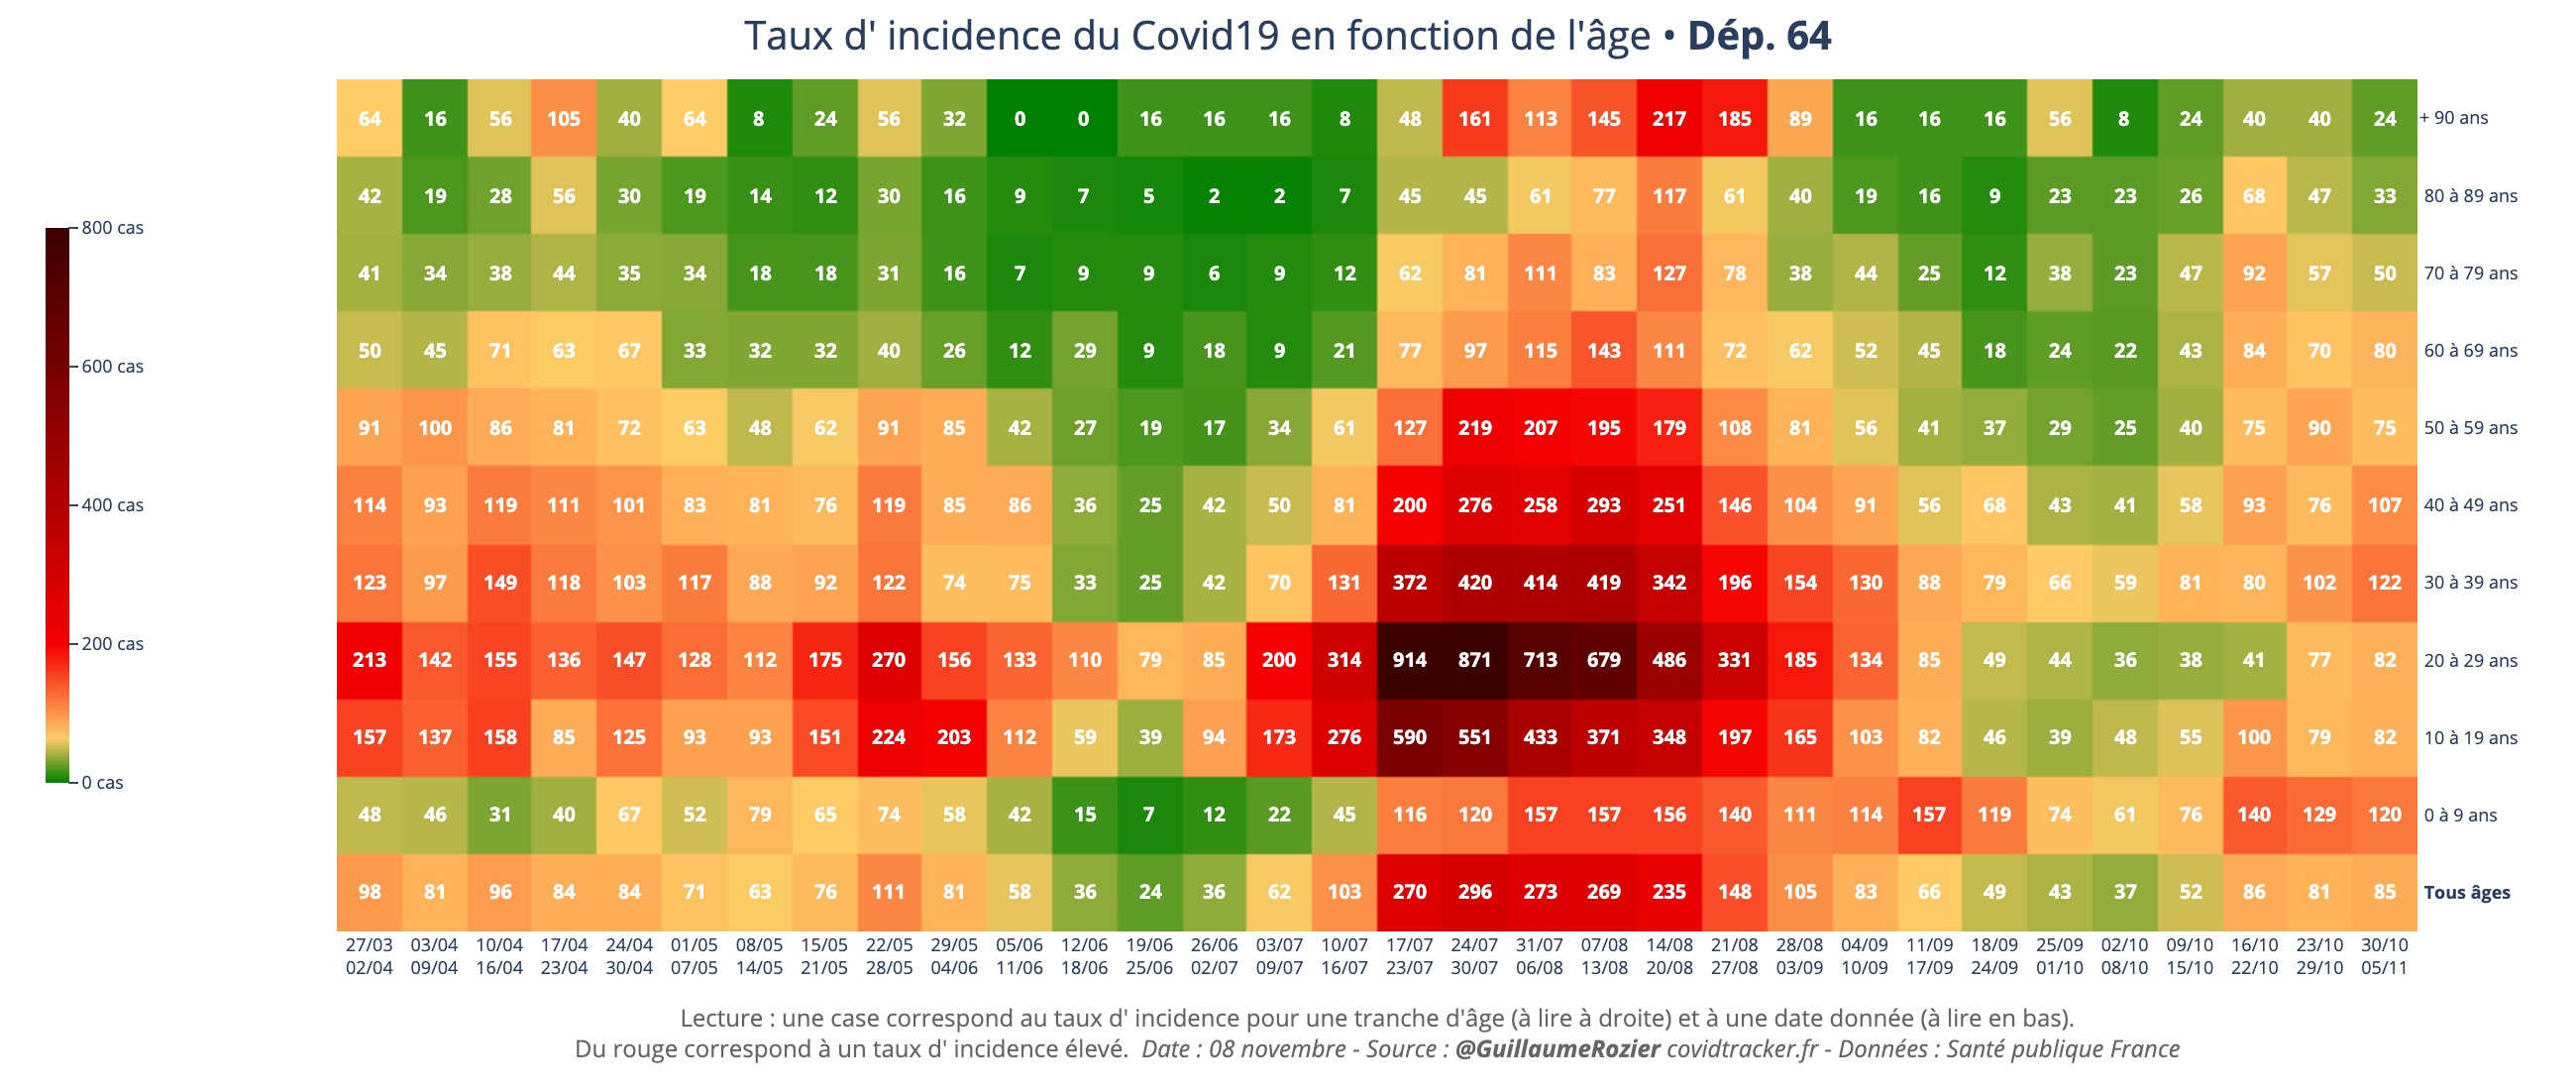 Taux d' incidence du Covid19 en fonction de l'âge • Dép. 64
800 cas
600 cas
400 cas
200 cas
0 cas
64 16 56 105 40 64 8 24 56 32 0 0 16 16 16 8 48 161 113 145 217 185 89 16 16 16 56 8 24 40 40 24 + 90 ans
42 19 28 56 30 19 14 12 30 16 9 7 5 2 2 7 45 45 61 77 117 61 40 19 16 9 23 23 26 68 47 33 80 à 89 ans
41 34 38 44 35 34 18 18 31 16 7 9 9 6 9 12 62 81 111 83 127 78 38 44 25 12 38 23 47 92 57 50 70 à 79 ans
50 45 71 63 67 33 32 32 40 26 12 29 9 18 9 21 77 97 115 143 111 72 62 52 45 18 24 22 43 84 70 80 60 à 69 ans
91 100 86 81 72 63 48 62 91 85 42 27 19 17 34 61 127 219 207 195 179 108 81 56 41 37 29 25 40 75 90 75 50 à 59 ans
114 93 119 111 101 83 81 76 119 85 86 36 25 42 50 81 200 276 258 293 251 146 104 91 56 68 43 41 58 93 76 107 40 à 49 ans
123 97 149 118 103 117 88 92 122 74 75 33 25 42 70 131 372 420 414 419 342 196 154 130 88 79 66 59 81 80 102 122 30 à 39 ans
213 142 155 136 147 128 112 175 270 156 133 110 79 85 200 314 914 871 713 679 486 331 185 134 85 49 44 36 38 41 77 82 20 à 29 ans
157 137 158 85 125 93 93 151 224 203 112 59 39 94 173 276 590 551 433 371 348 197 165 103 82 46 39 48 55 100 79 82 10 à 19 ans
48 46 31 40 67 52 79 65 74 58 42 15 7 12 22 45 116 120 157 157 156 140 111 114 157 119 74 61 76 140 129 120 0 à 9 ans
98 81 96 84 84 71 63 76 111 81 58 36 24 36 62 103 270 296 273 269 235 148 105 83 66 49 43 37 52 86 81 85 Tous âges
27/03 03/04 10/04 17/04 24/04 01/05 08/05 15/05 22/05 29/05 05/06 12/06 19/06 26/06 03/07 10/07 17/07 24/07 31/07 07/08 14/08 21/08 28/08 04/09 11/09 18/09 25/09 02/10 09/10 16/10 23/10 30/10
02/04 09/04 16/04 23/04 30/04 07/05 14/05 21/05 28/05 04/06 11/06 18/06 25/06 02/07 09/07 16/07 23/07 30/07 06/08 13/08 20/08 27/08 03/09 10/09 17/09 24/09 01/10 08/10 15/10 22/10 29/10 05/11
Lecture : une case correspond au taux d' incidence pour une tranche d'âge (à lire à droite) et à une date donnée (à lire en bas).
Du rouge correspond à un taux d' incidence élevé. Date : 08 novembre - Source : @GuillaumeRozier covidtracker.fr - Données : Santé publique France